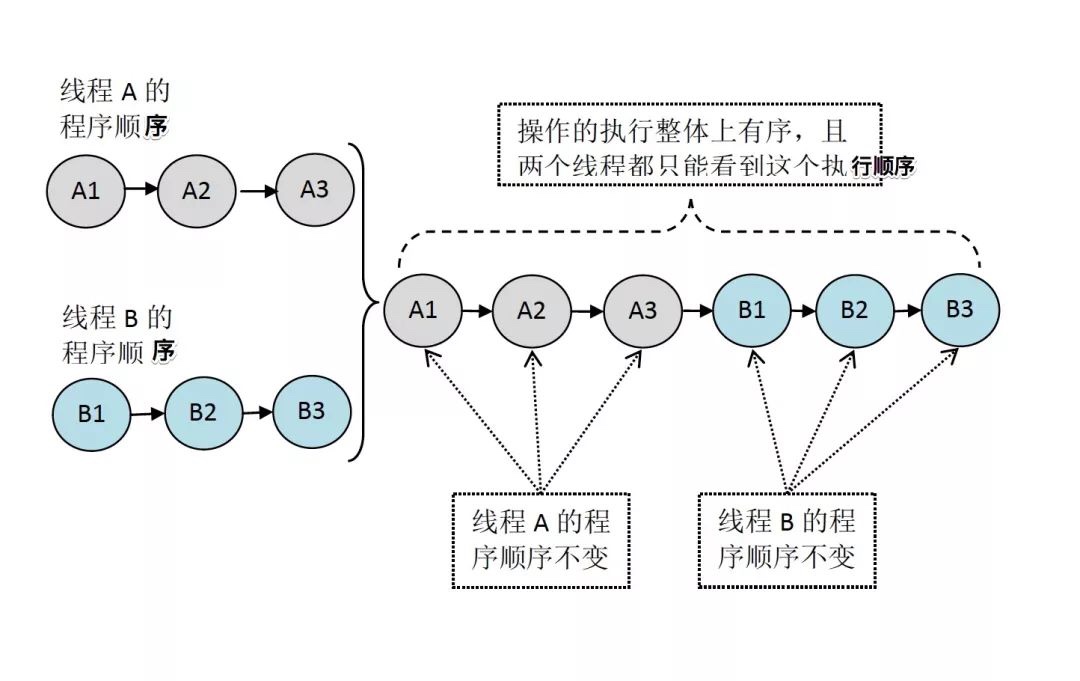 线程 A 的
程序顺序
A1
A2
A3
线程 B 的
程序顺序
B1
B2
B3
操作的执行整体上有序，且
两个线程都只能看到这个执行顺序
A1
A2
A3
B1
B2
B3
线程 A 的程
序顺序不变
线程 B 的程
序顺序不变